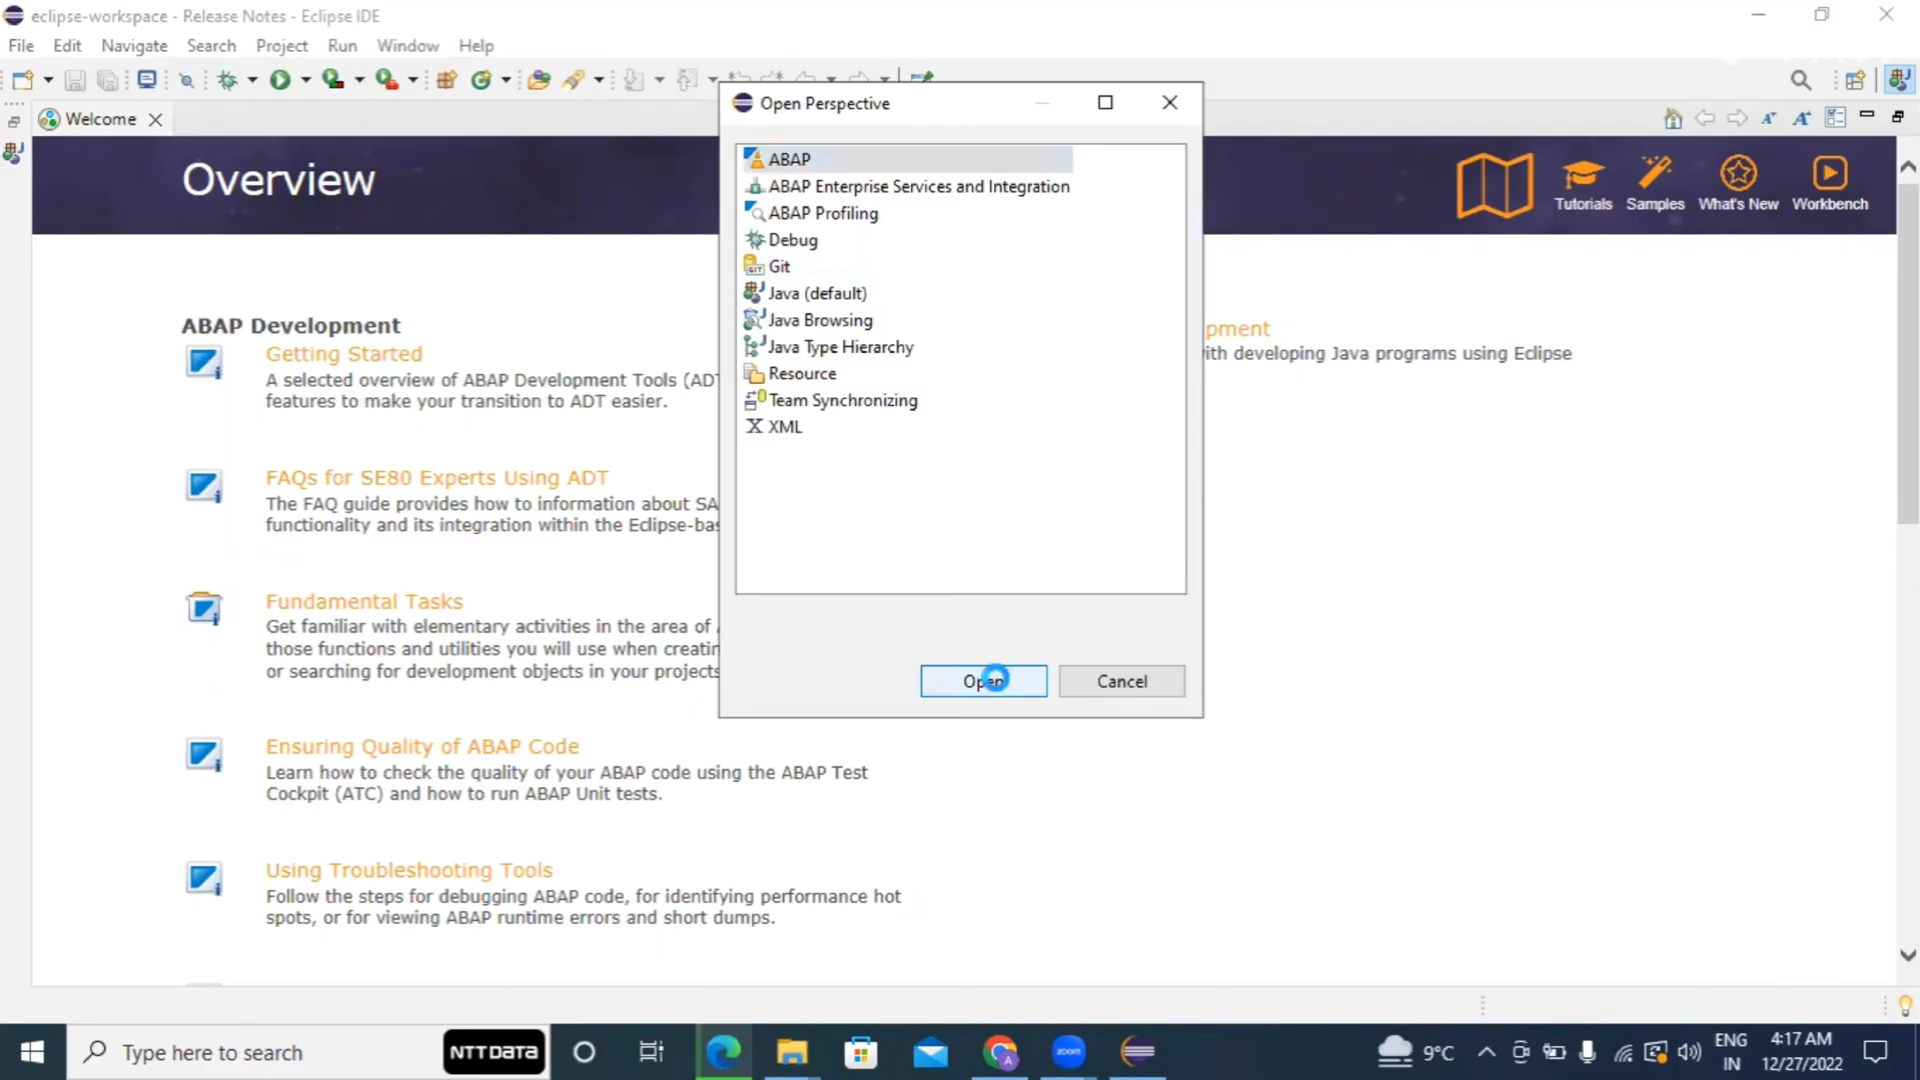 eclipse-workspace - Release Notes - Eclipse IDE
File Edit Navigate Search Project Run Window Help
Welcome
Overview
Tutorials Samples What's New Workbench
Open Perspective
ABAP
ABAP Enterprise Services and Integration
ABAP Profiling
Debug
Git
Java (default)
Java Browsing
Java Type Hierarchy
Resource
Team Synchronizing
XML
Open Cancel
ABAP Development
Getting Started
A selected overview of ABAP Development Tools (ADT
features to make your transition to ADT easier.
FAQs for SE80 Experts Using ADT
The FAQ guide provides how to information about SA
functionality and its integration within the Eclipse-bas
Fundamental Tasks
Get familiar with elementary activities in the area of
those functions and utilities you will use when creatin
or searching for development objects in your projects
Ensuring Quality of ABAP Code
Learn how to check the quality of your ABAP code using the ABAP Test
Cockpit (ATC) and how to run ABAP Unit tests.
Using Troubleshooting Tools
Follow the steps for debugging ABAP code, for identifying performance hot
spots, or for viewing ABAP runtime errors and short dumps.
pment
ith developing Java programs using Eclipse
Type here to search
NTT DATA
zoom
9°C
ENG
IN
4:17 AM
12/27/2022